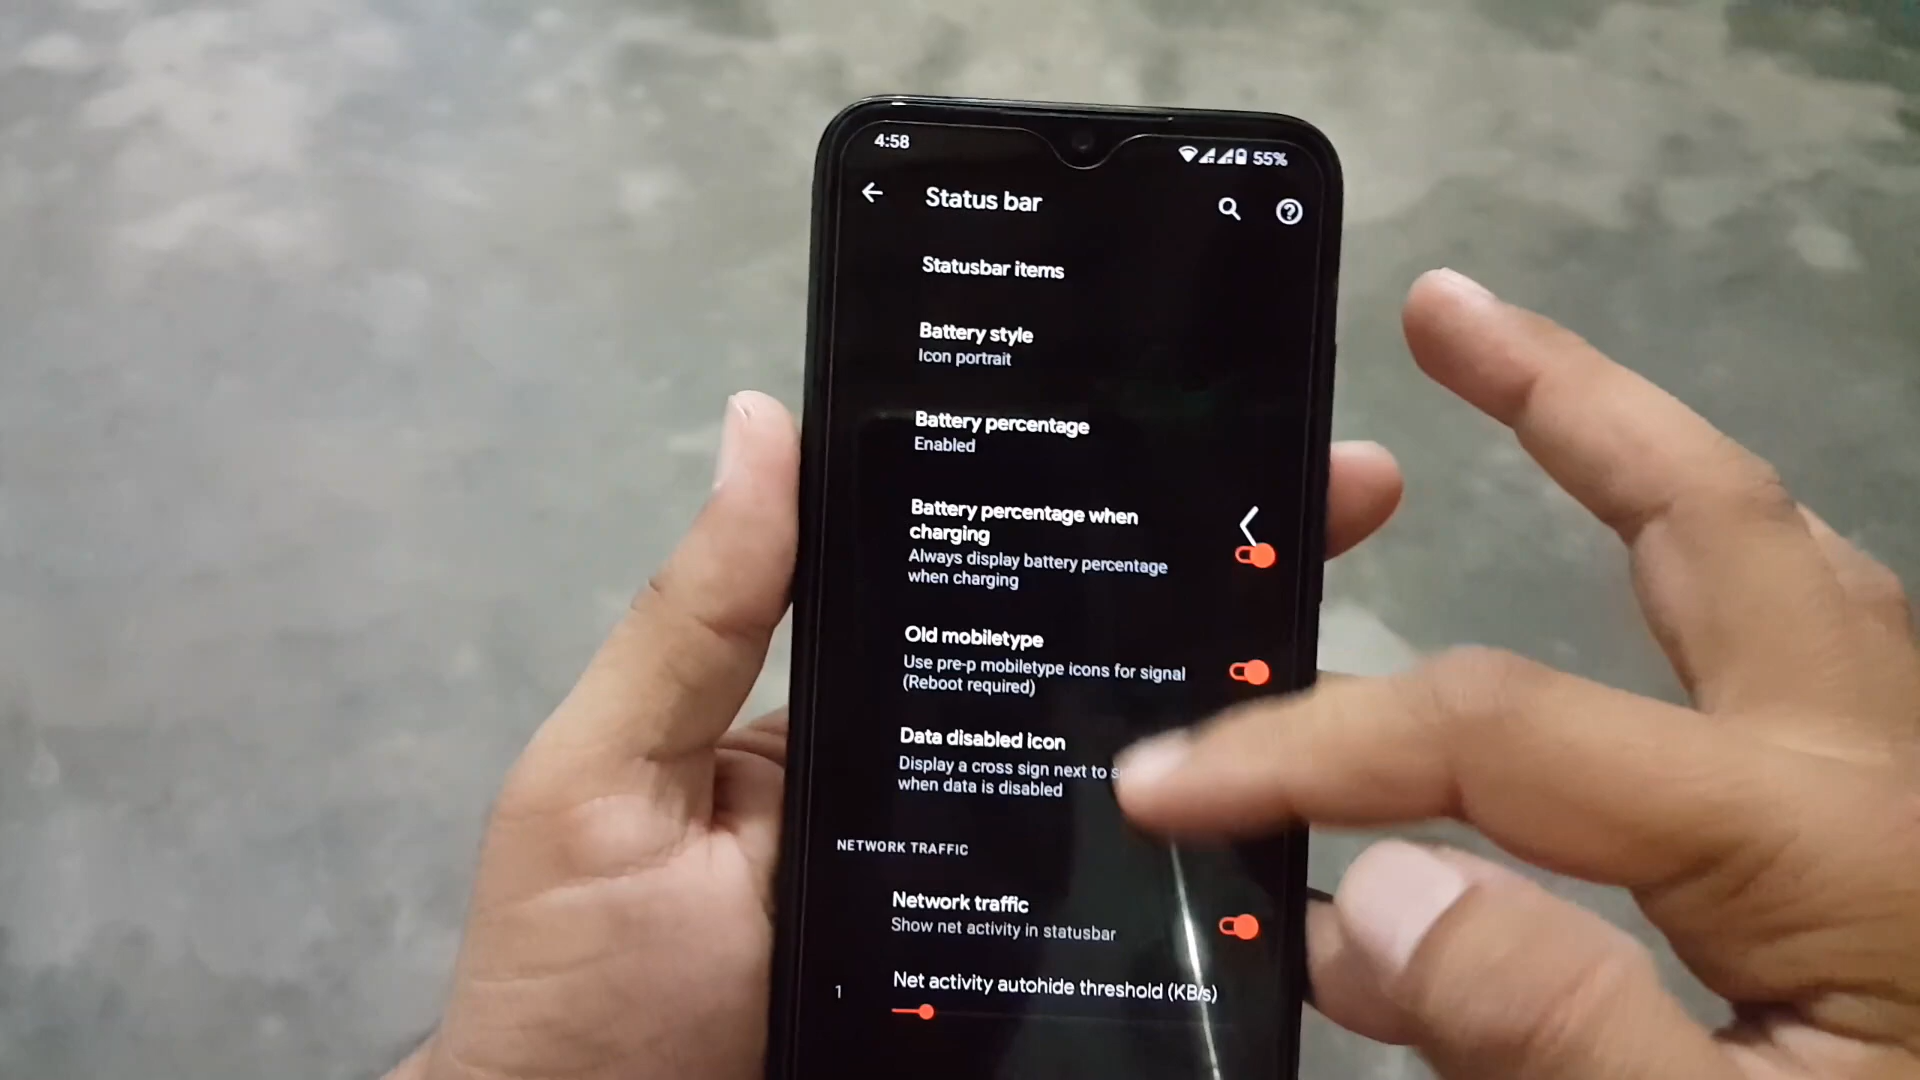 4:58
55%
Status bar
Statusbar items
Battery style
Icon portrait
Battery percentage
Enabled
Battery percentage when
charging
Always display battery percentage
when charging
Old mobiletype
Use pre-p mobiletype icons for signal
(Reboot required)
Data disabled icon
Display a cross sign next to
when data is disabled
NETWORK TRAFFIC
Network traffic
Show net activity in statusbar
1
Net activity autohide threshold (KB/s)